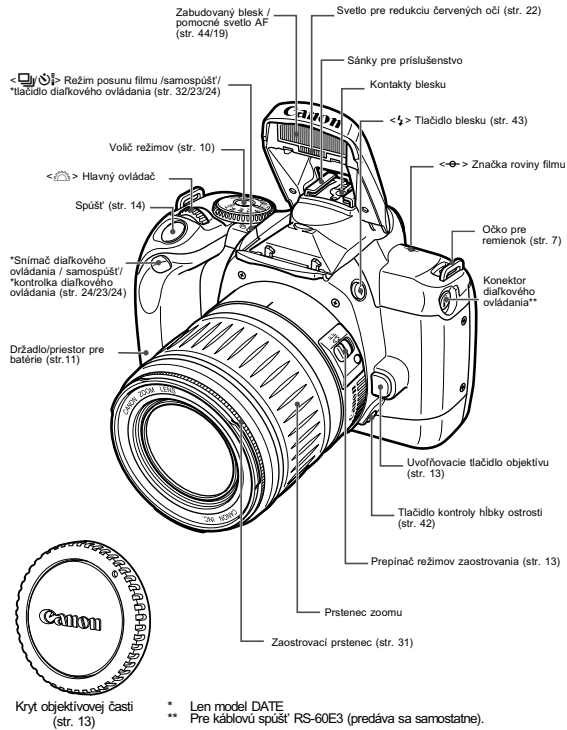 Zabudovaný blesk /
pomocné svetlo AF
(str. 44/19)
Svetlo pre redukciu červených očí (str. 22)
Sánky pre príslušenstvo
Kontakty blesku
< / > Režim posunu filmu /samospúšť/
*tlačidlo diaľkového ovládania (str. 32/23/24)
Canon
< > Tlačidlo blesku (str. 43)
Volič režimov (str. 10)
< > Značka roviny filmu
< > Hlavný ovládač
Spúšť (str. 14)
Očko pre
remienok (str. 7)
*Snímač diaľkového
ovládania / samospúšť/
*kontrolka diaľkového
ovládania (str. 24/23/24)
Konektor
diaľkového
ovládania**
Držadlo/priestor pre
batérie (str.11)
CANON ZOOM LENS
CANON INC.
Uvoľňovacie tlačidlo objektívu
(str. 13)
Tlačidlo kontroly hĺbky ostrosti
(str. 42)
Prepínač režimov zaostrovania (str. 13)
Prstenec zoomu
Zaostrovací prstenec (str. 31)
Canon
Kryt objektívovej časti
(str. 13)
* Len model DATE
** Pre káblovú spúšť RS-60E3 (predáva sa samostatne).